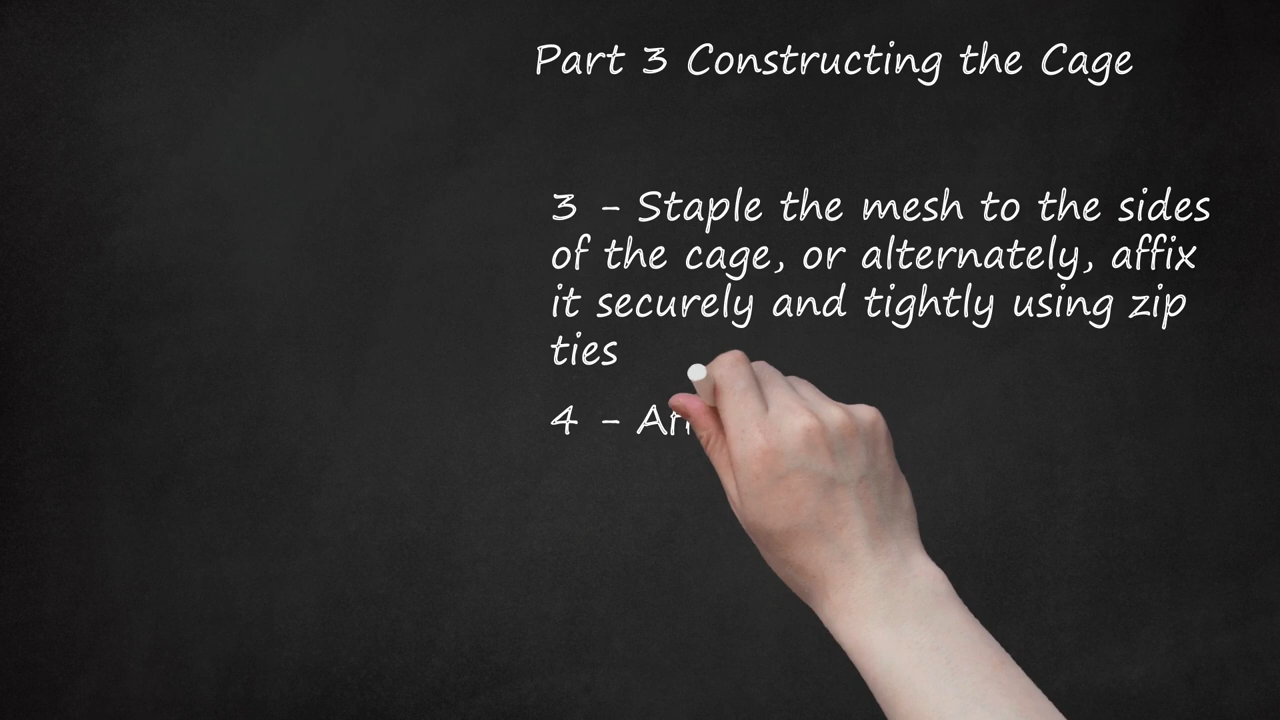 Part 3 Constructing the Cage
3 - Staple the mesh to the sides
of the cage, or alternately, affix
it securely and tightly using zip
ties
4 -